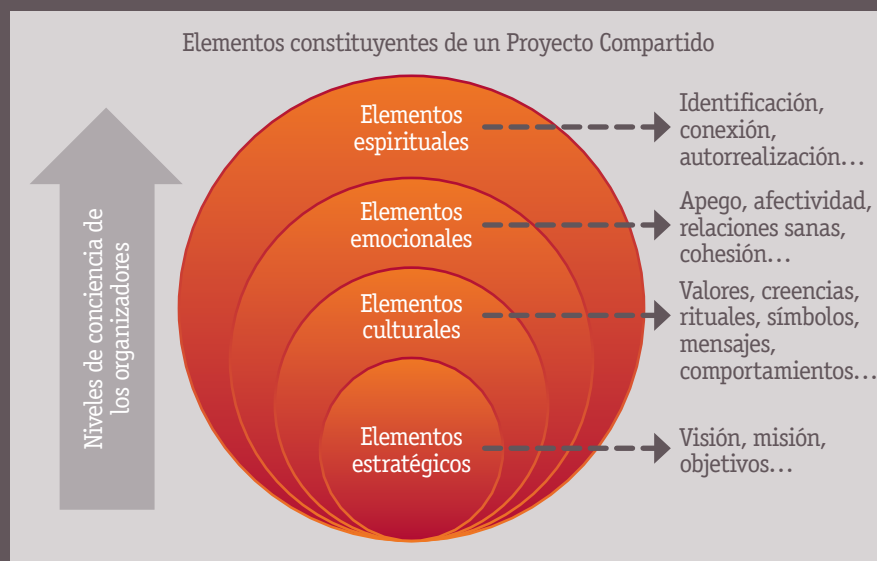 Elementos constituyentes de un Proyecto Compartido
Niveles de conciencia de
los organizadores
Elementos
espirituales
Identificación,
conexión,
autorrealización…
Elementos
emocionales
Apego, afectividad,
relaciones sanas,
cohesión…
Elementos
culturales
Valores, creencias,
rituales, símbolos,
mensajes,
comportamientos…
Elementos
estratégicos
Visión, misión,
objetivos…